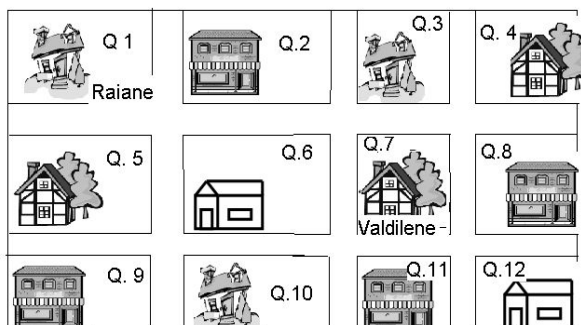 Q 1
Raiane
Q.2
Q.3
Q. 4
Q. 5
Q.6
Q.7
Valdilene -
Q.8
Q. 9
Q.10
Q.11
Q.12